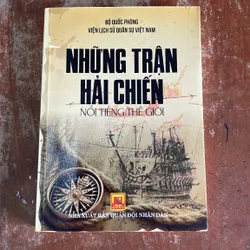 BỘ QUỐC PHÒNG
VIỆN LỊCH SỬ QUÂN SỰ VIỆT NAM
NHỮNG TRẬN
HẢI CHIẾN
NỔI TIẾNG THẾ GIỚI
NHÀ XUẤT BẢN QUÂN ĐỘI NHÂN DÂN